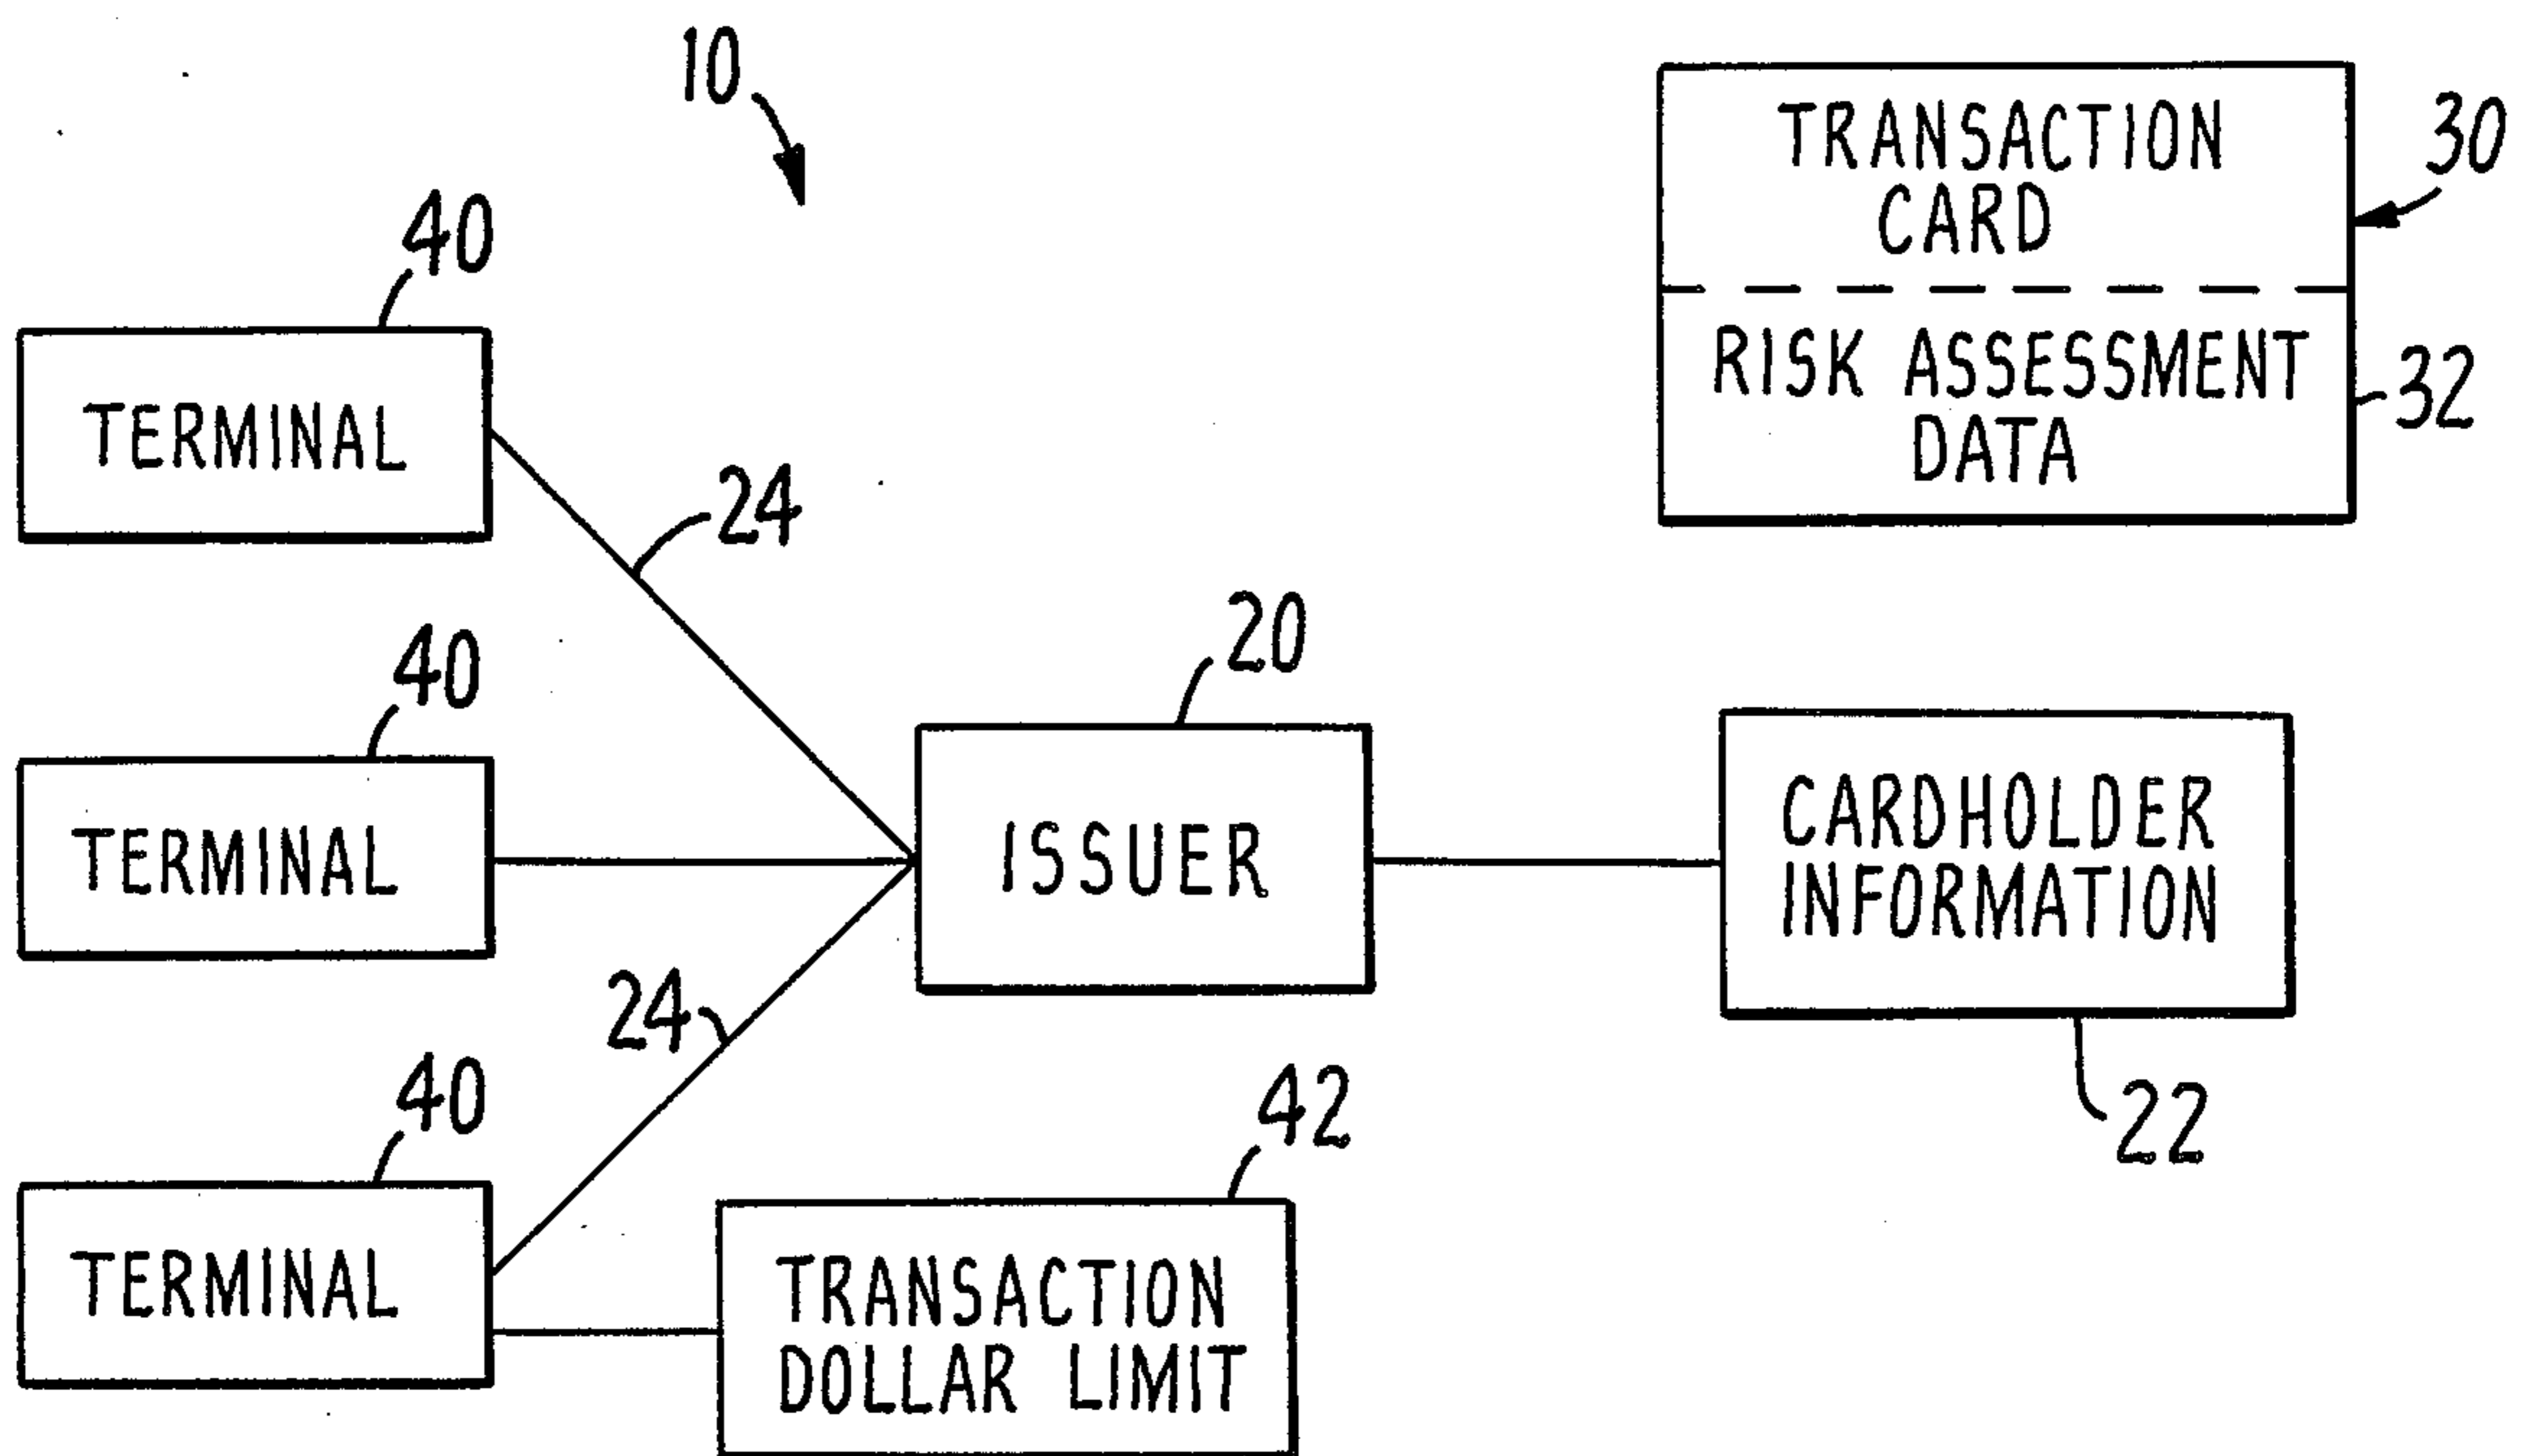 10
TRANSACTION
CARD
30
RISK ASSESSMENT
DATA
32
40
TERMINAL
24
40
TERMINAL
20
ISSUER
CARDHOLDER
INFORMATION
22
24
40
TERMINAL
42
TRANSACTION
DOLLAR LIMIT